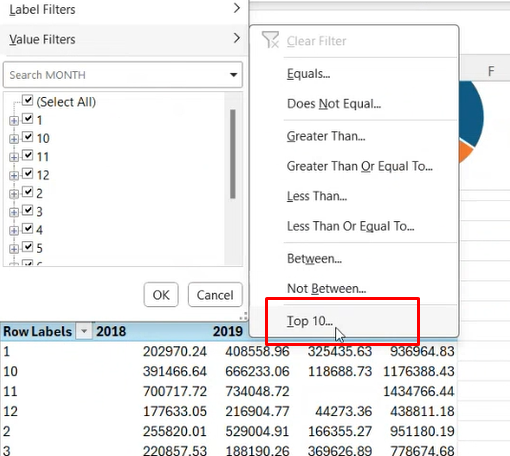 Label Filters
Value Filters
Search MONTH
(Select All)
1
10
11
12
2
3
4
5
OK Cancel
Clear Filter
Equals...
Does Not Equal...
Greater Than...
Greater Than Or Equal To...
Less Than...
Less Than Or Equal To...
Between...
Not Between...
Top 10...
F
Row Labels 2018 2019
1 202970.24 408558.96 325435.63 936964.83
10 391466.64 666233.06 118688.73 1176388.43
11 700717.72 734048.72 1434766.44
12 177633.05 216904.77 44273.36 438811.18
2 255820.01 529004.91 166355.27 951180.19
3 220857.53 188190.26 369626.89 778674.68